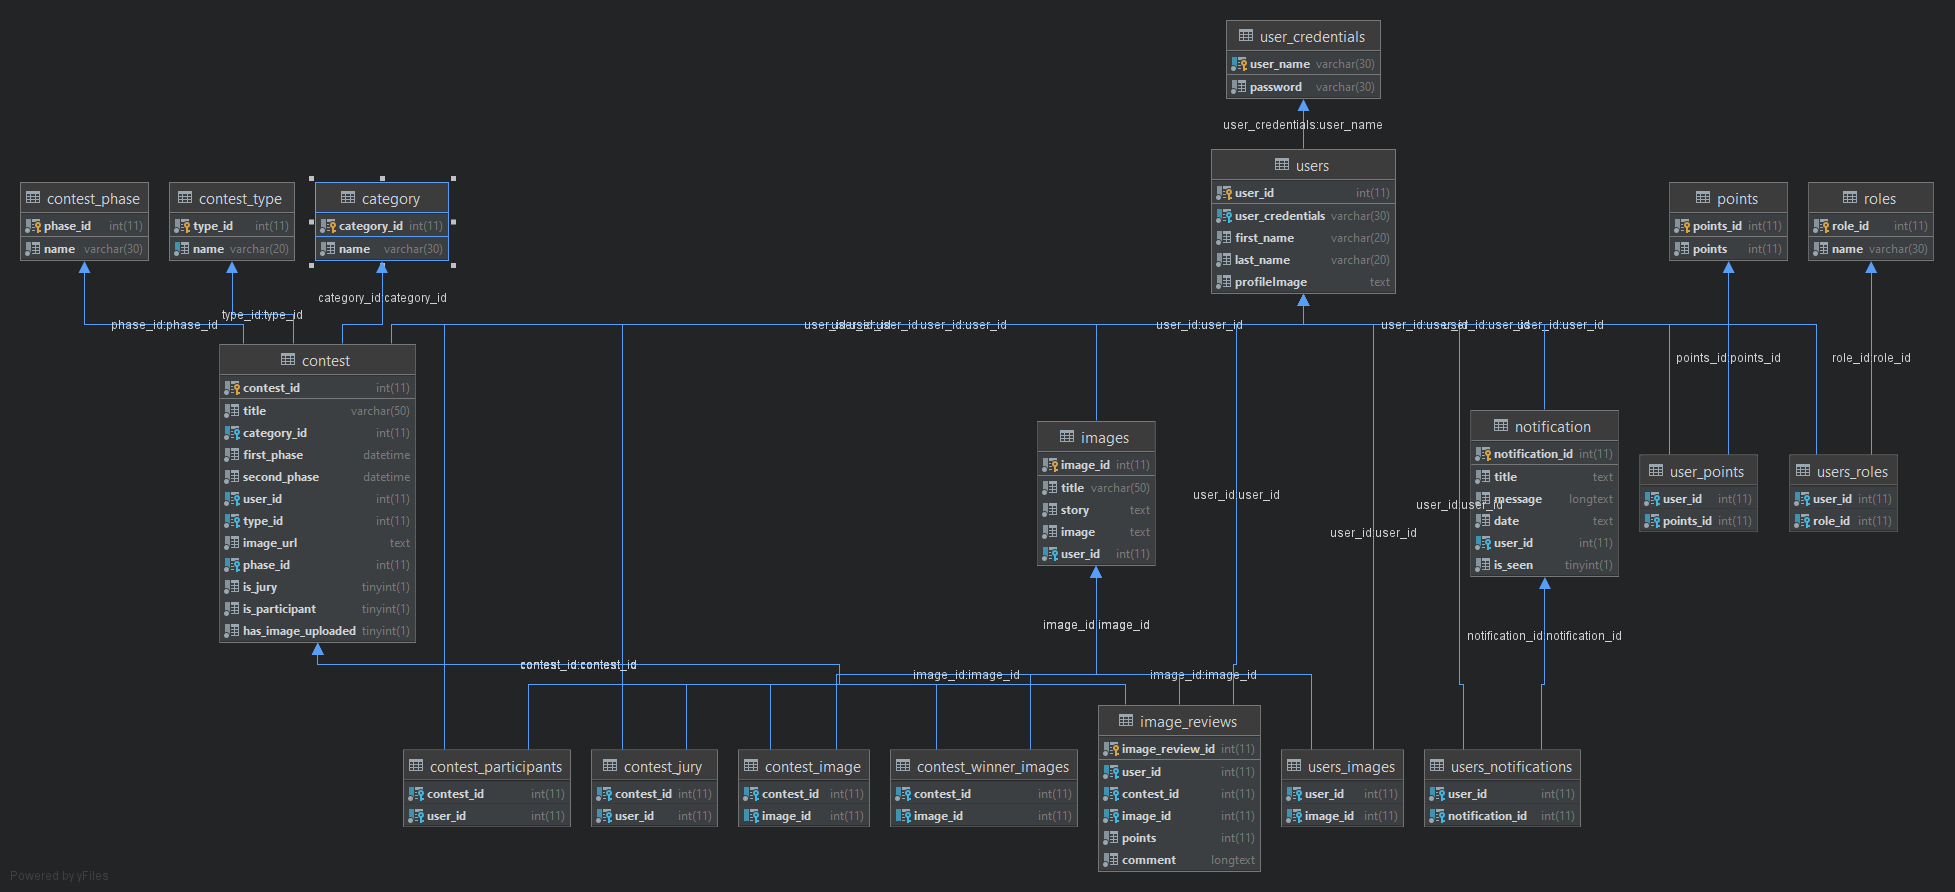 user_credentials
user_name varchar(30)
password varchar(30)
user_credentials:user_name
users
user_id int(11)
user_credentials varchar(30)
first_name varchar(20)
last_name varchar(20)
profileImage text
contest_phase
phase_id int(11)
name varchar(30)
contest_type
type_id int(11)
name varchar(20)
category
category_id int(11)
name varchar(30)
points
points_id int(11)
points int(11)
roles
role_id int(11)
name varchar(30)
category_id:category_id
type_id:type_id
phase_id:phase_id
user_id:user_id
user_id:user_id
user_id:user_id
points_id:points_id
role_id:role_id
contest
contest_id int(11)
title varchar(50)
category_id int(11)
first_phase datetime
second_phase datetime
user_id int(11)
type_id int(11)
image_url text
phase_id int(11)
is_jury tinyint(1)
is_participant tinyint(1)
has_image_uploaded tinyint(1)
images
image_id int(11)
title varchar(50)
story text
image text
user_id int(11)
user_id:user_id
user_id:user_id
user_id:user_id
notification
notification_id int(11)
title text
message longtext
date text
user_id int(11)
is_seen tinyint(1)
user_points
user_id int(11)
points_id int(11)
users_roles
user_id int(11)
role_id int(11)
image_id:image_id
notification_id:notification_id
contest_id:contest_id
image_id:image_id
image_id:image_id
contest_participants
contest_id int(11)
user_id int(11)
contest_jury
contest_id int(11)
user_id int(11)
contest_image
contest_id int(11)
image_id int(11)
contest_winner_images
contest_id int(11)
image_id int(11)
image_reviews
image_review_id int(11)
user_id int(11)
contest_id int(11)
image_id int(11)
points int(11)
comment longtext
users_images
user_id int(11)
image_id int(11)
users_notifications
user_id int(11)
notification_id int(11)
Powered by yFiles